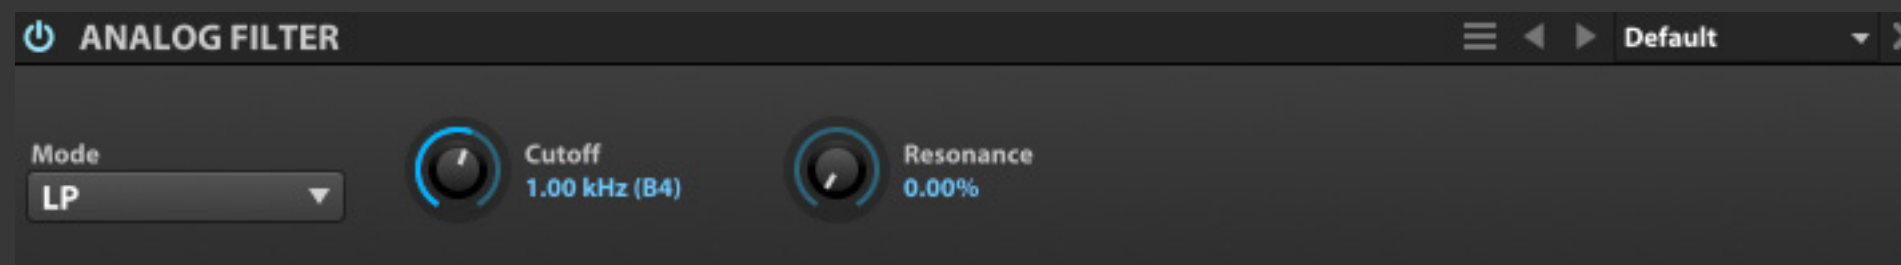 ANALOG FILTER
Default
Mode
LP
Cutoff
1.00 kHz (B4)
Resonance
0.00%